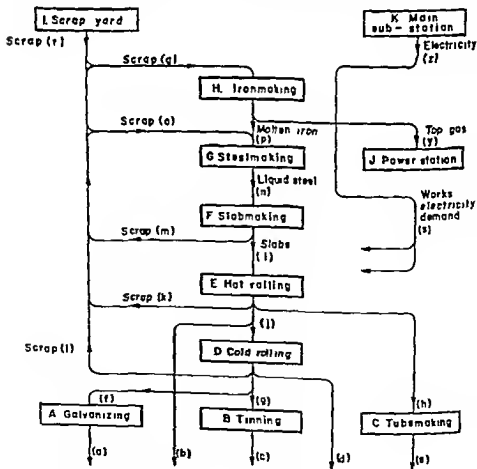 I. Scrap yard
K Main
sub-station
Scrap (r)
Electricity
(z)
Scrap (q)
H. Ironmaking
Scrap (o)
Molten iron
(p)
Top gas
(y)
G Steelmaking
J Power station
Liquid steel
(n)
Works
electricity
demand
(s)
F Slabmaking
Scrap (m)
Slabs
(l)
E Hot rolling
Scrap (k)
(j)
Scrap (i)
D Cold rolling
(f)
(g)
(h)
A Galvanizing
B Tinning
C Tubemaking
(a)
(b)
(c)
(d)
(e)